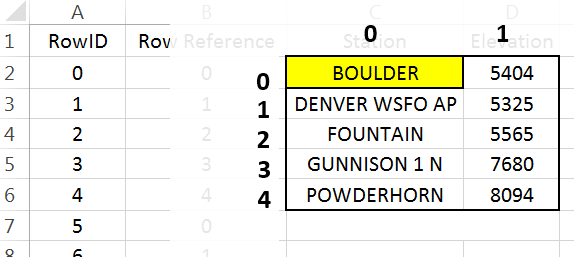 A B C D
0 1
1 RowID Row Reference Station Elevation
2 0 0 0 BOULDER 5404
3 1 1 1 DENVER WSFO AP 5325
4 2 2 2 FOUNTAIN 5565
5 3 3 3 GUNNISON 1 N 7680
6 4 4 4 POWDERHORN 8094
7 5 0
8 6 1